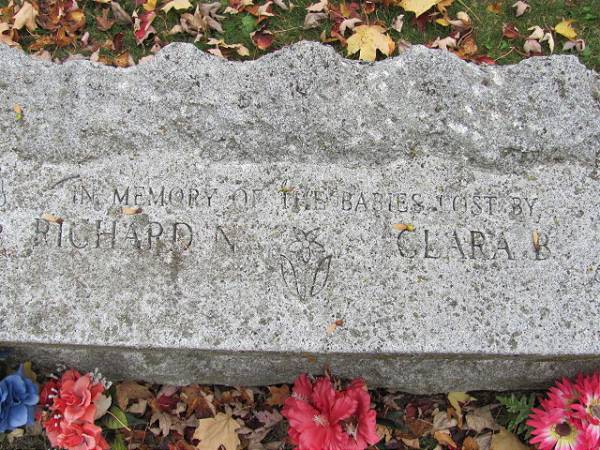 IN MEMORY OF THE BABIES LOST BY
RICHARD N. CLARA B.